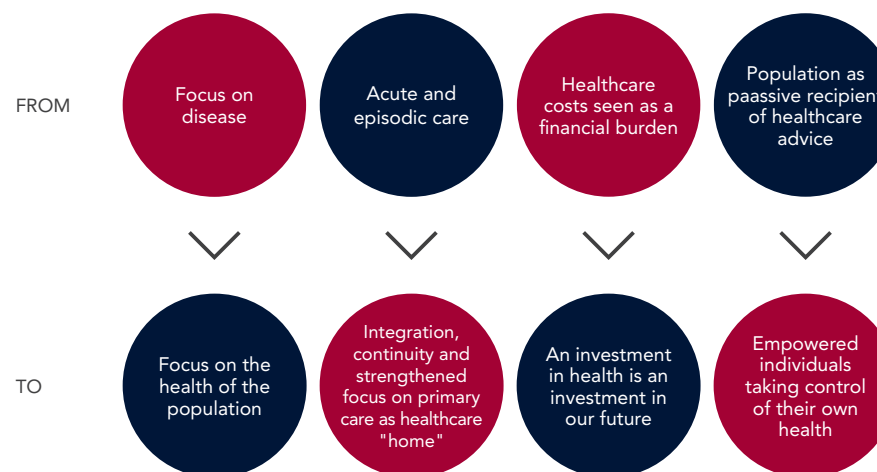 FROM
Focus on
disease
Acute and
episodic care
Healthcare
costs seen as a
financial burden
Population as
paassive recipient
of healthcare
advice
TO
Focus on the
health of the
population
Integration,
continuity and
strengthened
focus on primary
care as healthcare
"home"
An investment
in health is an
investment in
our future
Empowered
individuals
taking control
of their own
health